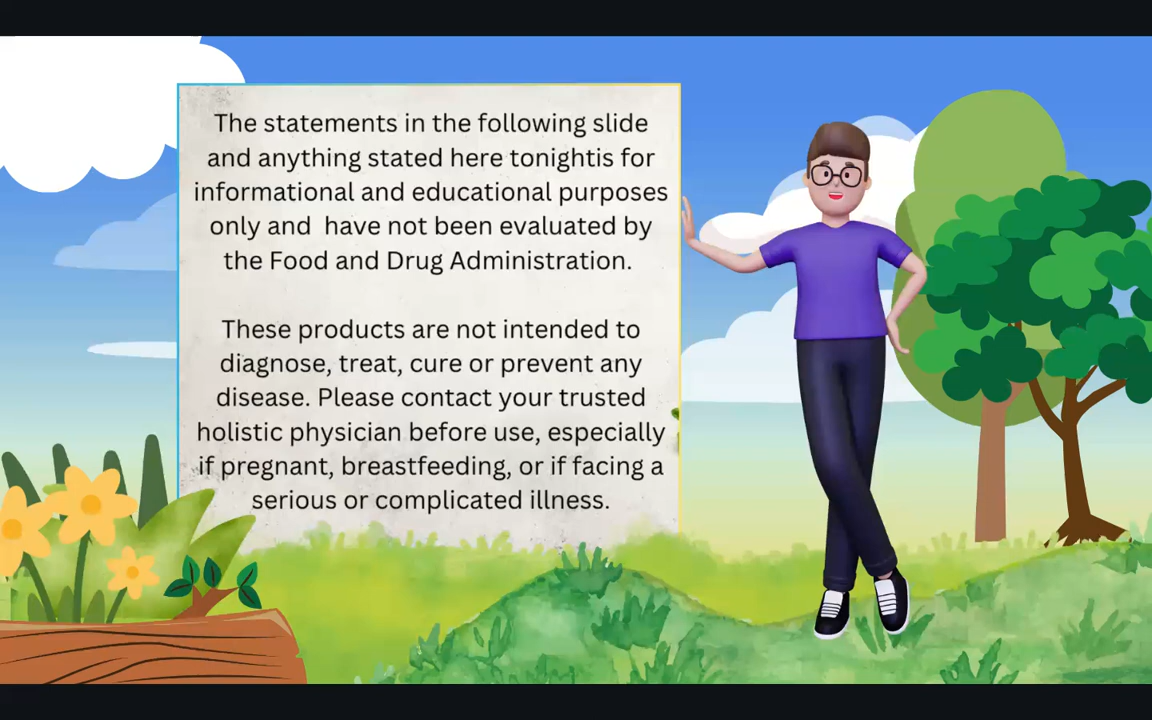 The statements in the following slide
and anything stated here tonightis for
informational and educational purposes
only and  have not been evaluated by
the Food and Drug Administration.
These products are not intended to
diagnose, treat, cure or prevent any
disease. Please contact your trusted
holistic physician before use, especially
if pregnant, breastfeeding, or if facing a
serious or complicated illness.